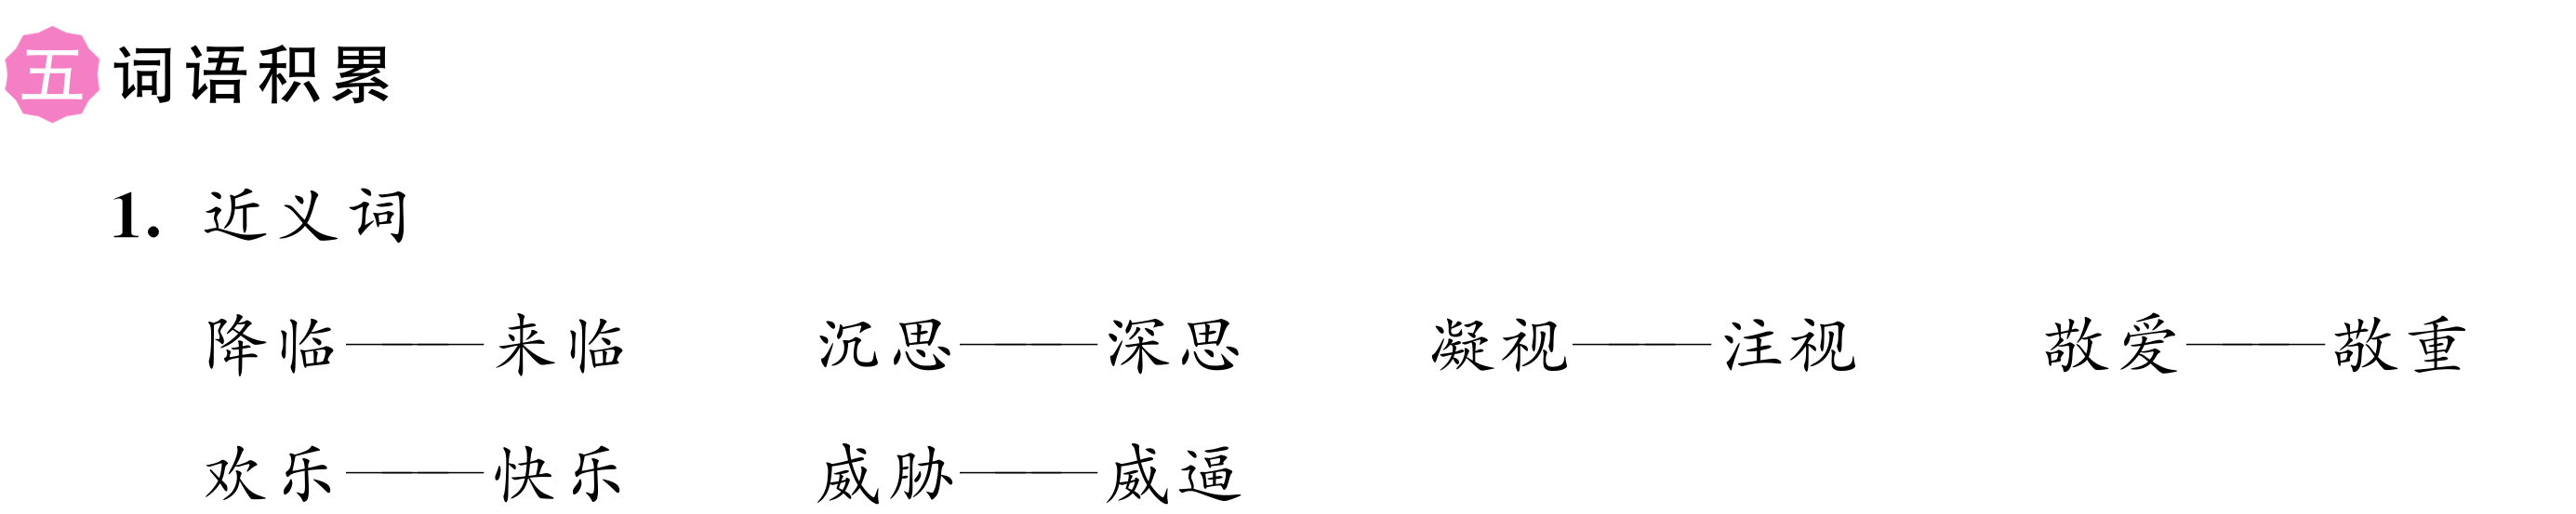 五 词语积累
1. 近义词
降临——来临 沉思——深思 凝视——注视 敬爱——敬重
欢乐——快乐 威胁——威逼